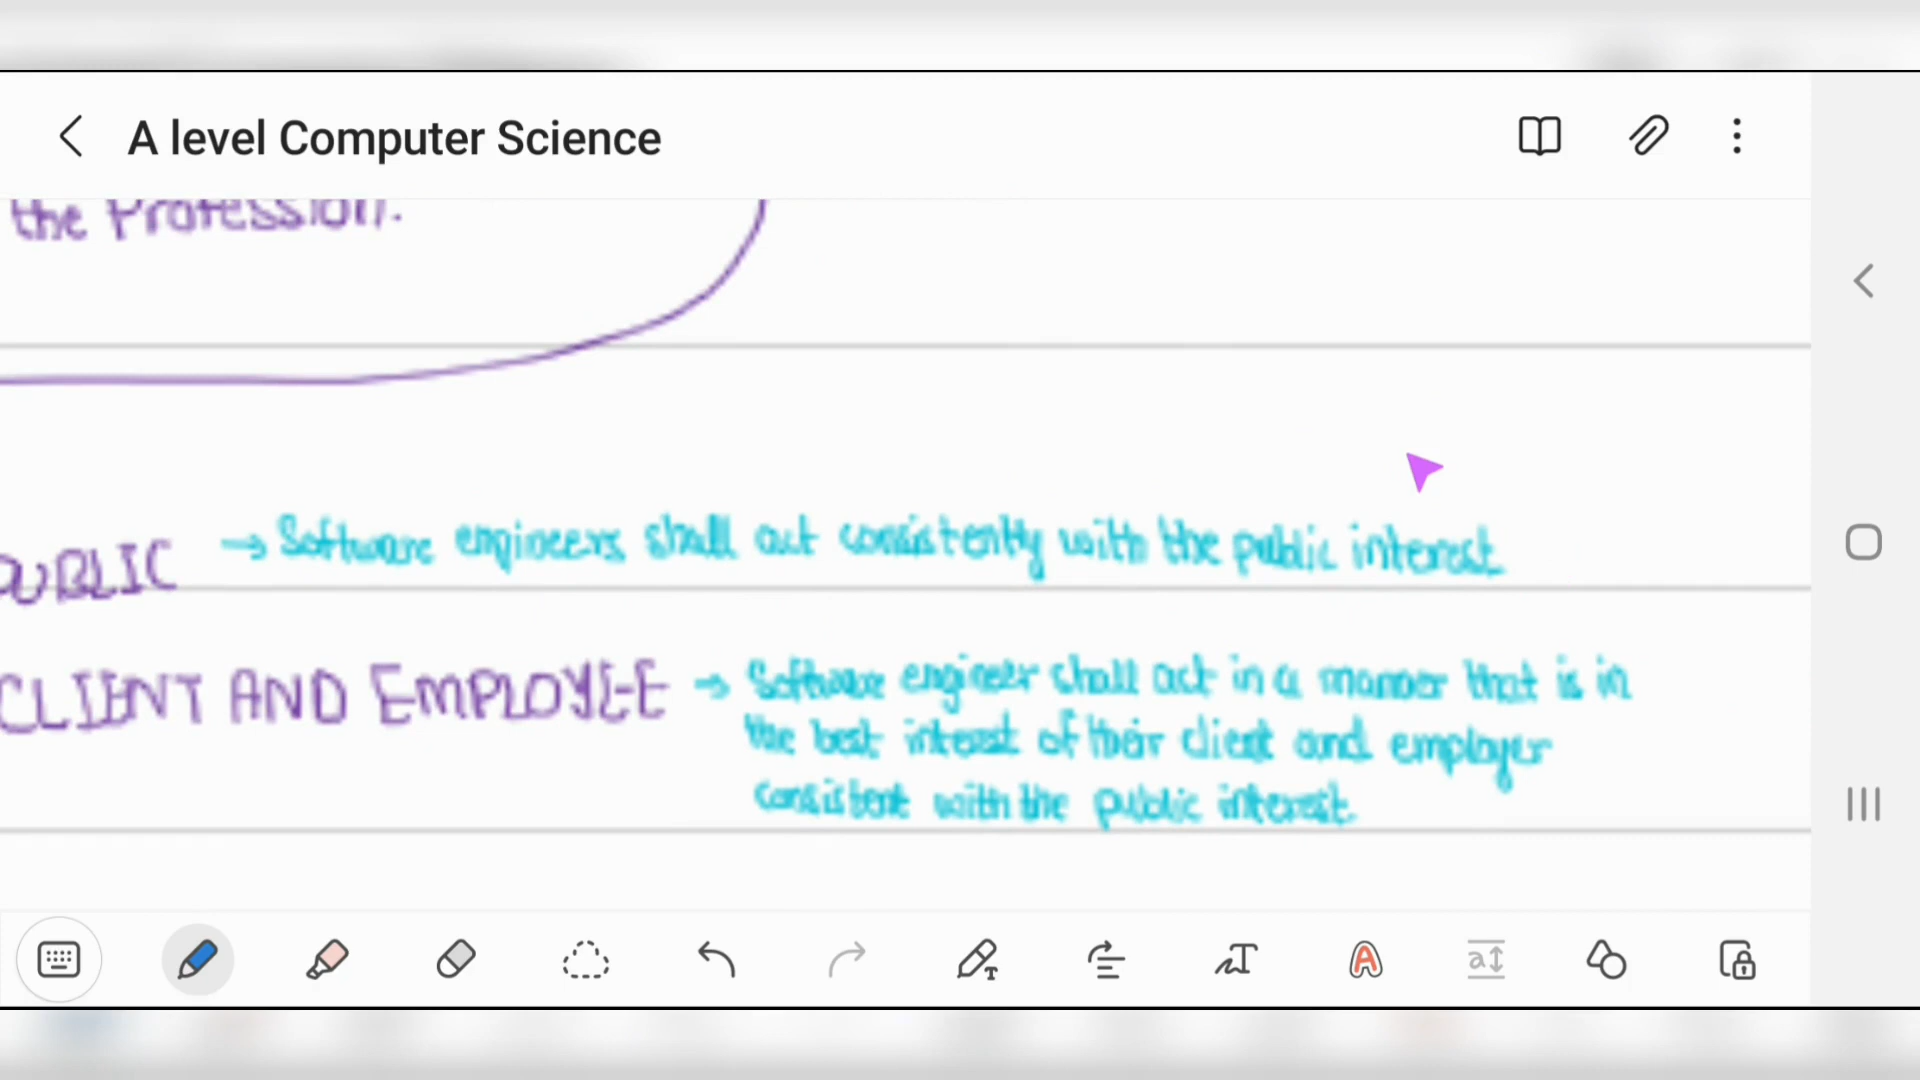 A level Computer Science
the Profession.
PUBLIC → Software engineers shall act consistently with the public interest
CLIENT AND EMPLOYEE → Software engineer shall act in a manner that is in
the best interest of their client and employer
consistent with the public interest.